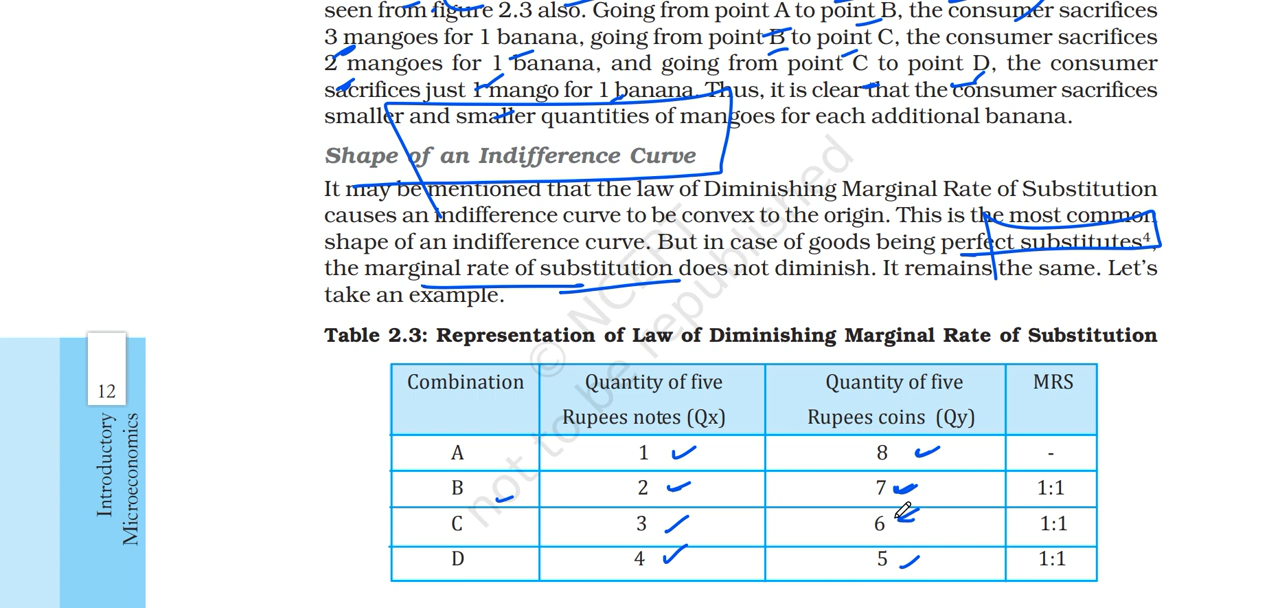 seen from figure 2.3 also. Going from point A to point B, the consumer sacrifices
3 mangoes for 1 banana, going from point B to point C, the consumer sacrifices
2 mangoes for 1 banana, and going from point C to point D, the consumer
sacrifices just 1 mango for 1 banana. Thus, it is clear that the consumer sacrifices
smaller and smaller quantities of mangoes for each additional banana.
Shape of an Indifference Curve
It may be mentioned that the law of Diminishing Marginal Rate of Substitution
causes an indifference curve to be convex to the origin. This is the most common
shape of an indifference curve. But in case of goods being perfect substitutes⁴,
the marginal rate of substitution does not diminish. It remains the same. Let’s
take an example.
Table 2.3: Representation of Law of Diminishing Marginal Rate of Substitution
Combination Quantity of five Quantity of five MRS
Rupees notes (Qx) Rupees coins (Qy)
A 1 8 -
B 2 7 1:1
C 3 6 1:1
D 4 5 1:1
12
Introductory
Microeconomics
© NCERT
not to be republished